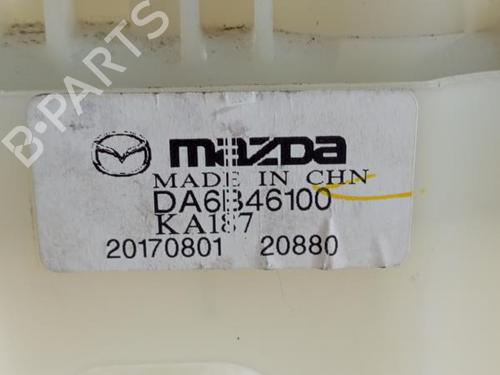 B-PARTS
mazda
MADE IN CHN
DA6B46100
KA187
20170801 20880